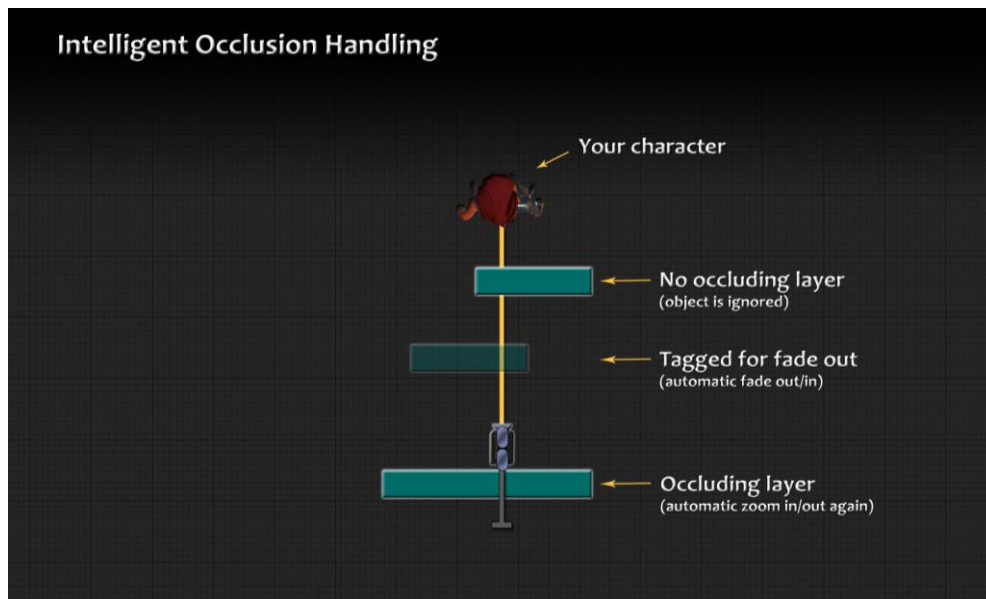 Intelligent Occlusion Handling
Your character
No occluding layer
(object is ignored)
Tagged for fade out
(automatic fade out/in)
Occluding layer
(automatic zoom in/out again)